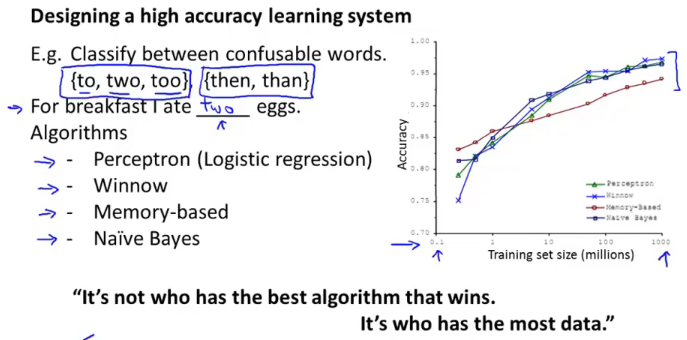 Designing a high accuracy learning system
E.g. Classify between confusable words.
{to, two, too}, {then, than}
For breakfast I ate two eggs.
Algorithms
- Perceptron (Logistic regression)
- Winnow
- Memory-based
- Naïve Bayes
1.00
0.95
0.90
0.85
0.80
0.75
0.70
Accuracy
Perceptron
Winnow
Memory-Based
Naive Bayes
0.1 1 10 100 1000
Training set size (millions)
“It’s not who has the best algorithm that wins.
It’s who has the most data.”